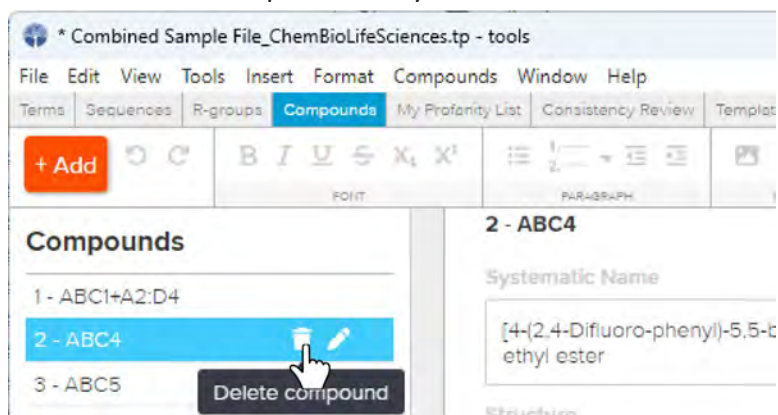 * Combined Sample File_ChemBioLifeSciences.tp - tools
File Edit View Tools Insert Format Compounds Window Help
Terms Sequences R-groups Compounds My Profanity List Consistency Review
+ Add B I U S X₁ X²
FONT PARAGRAPH
Compounds
2 - ABC4
Systematic Name
1 - ABC1+A2:D4
2 - ABC4
[4-(2,4-Difluoro-phenyl)-5,5-b
ethyl ester
3 - ABC5
Delete compound